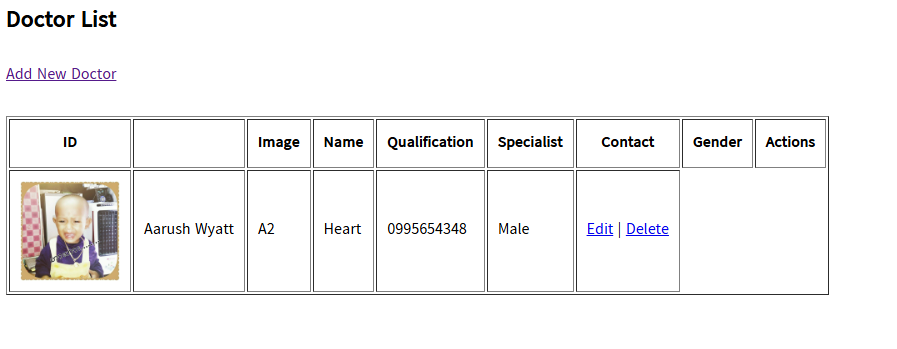 Doctor List
Add New Doctor
ID Image Name Qualification Specialist Contact Gender Actions
Aarush Wyatt A2 Heart 0995654348 Male Edit | Delete